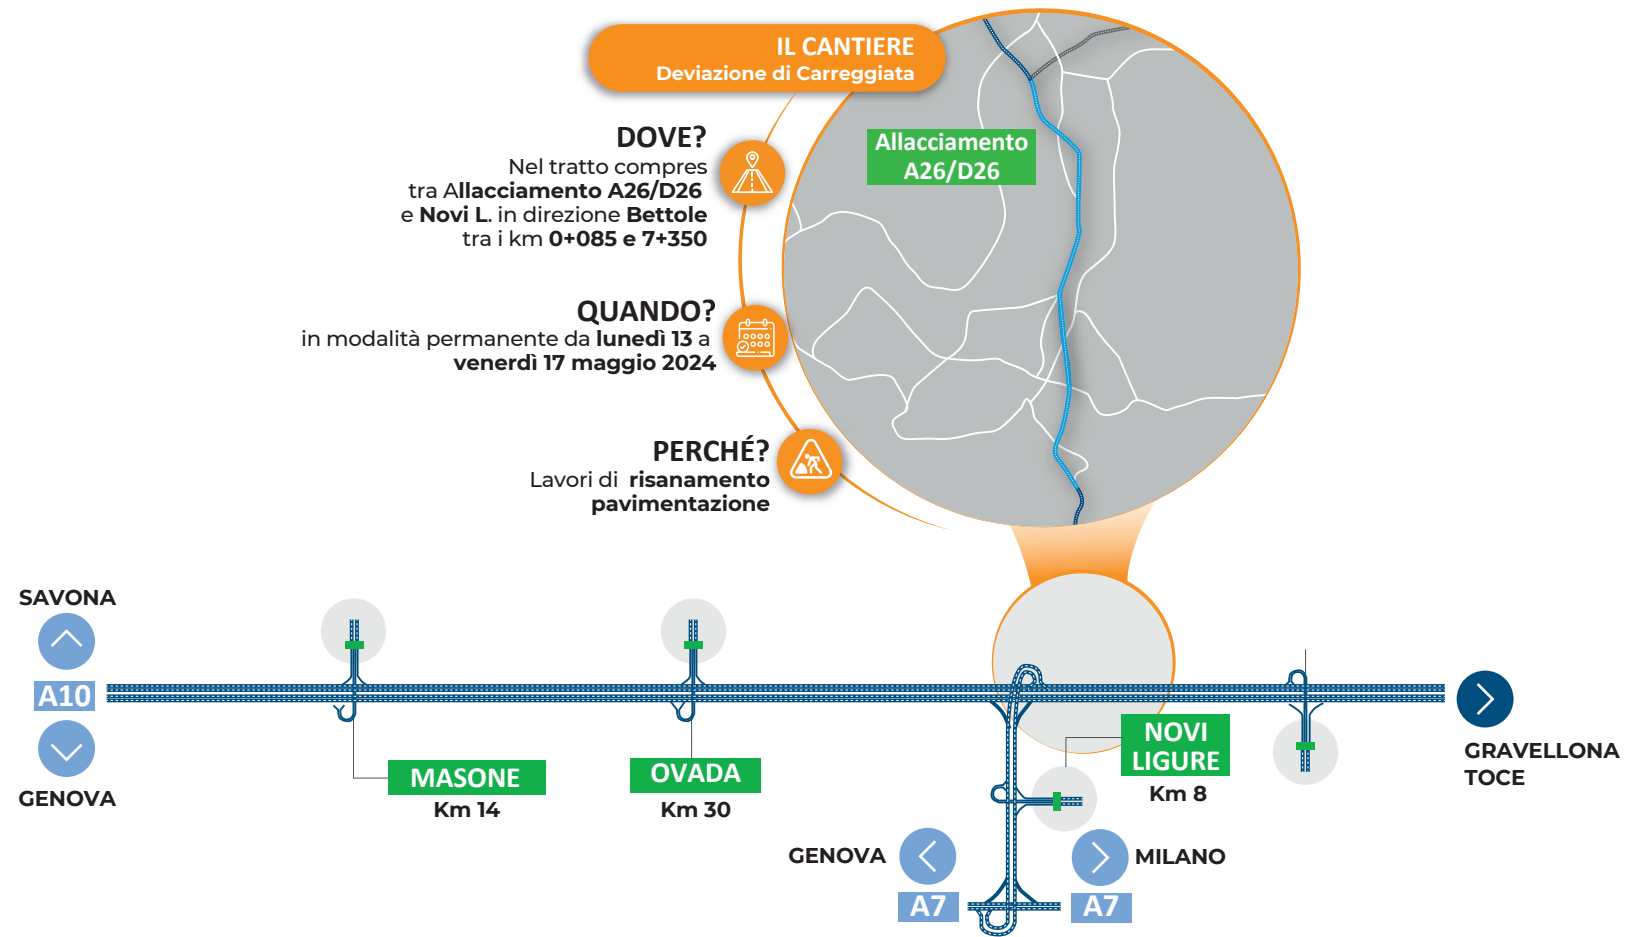 IL CANTIERE
Deviazione di Carreggiata
DOVE?
Nel tratto compres
tra Allacciamento A26/D26
e Novi L. in direzione Bettole
tra i km 0+085 e 7+350
Allacciamento
A26/D26
QUANDO?
in modalità permanente da lunedì 13 a
venerdì 17 maggio 2024
PERCHÉ?
Lavori di risanamento
pavimentazione
SAVONA
A10
GENOVA
MASONE
Km 14
OVADA
Km 30
NOVI
LIGURE
Km 8
GRAVELLONA
TOCE
GENOVA
A7
MILANO
A7